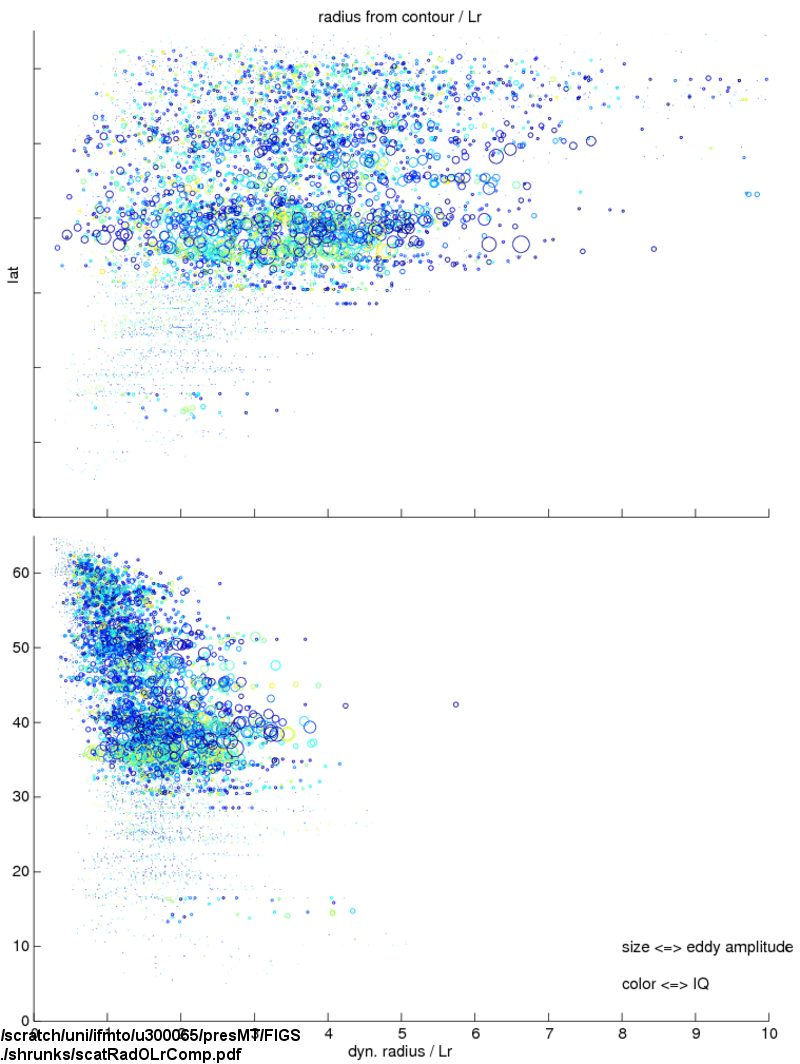 radius from contour / Lr
lat
60
50
40
30
20
10
0
size <=> eddy amplitude
color <=> IQ
0 1 2 3 4 5 6 7 8 9 10
dyn. radius / Lr
/scratch/uni/ifmto/u300065/presMT/FIGS
./shrunks/scatRadOLrComp.pdf